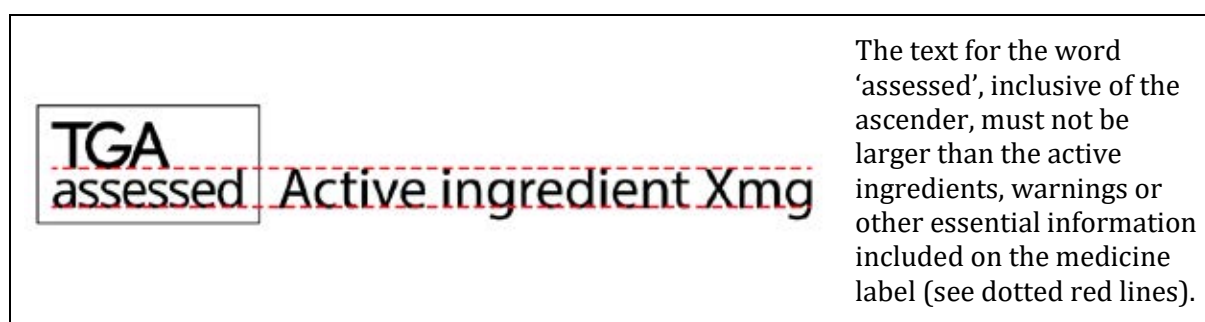 TGA
assessed Active ingredient Xmg
The text for the word
‘assessed’, inclusive of the
ascender, must not be
larger than the active
ingredients, warnings or
other essential information
included on the medicine
label (see dotted red lines).